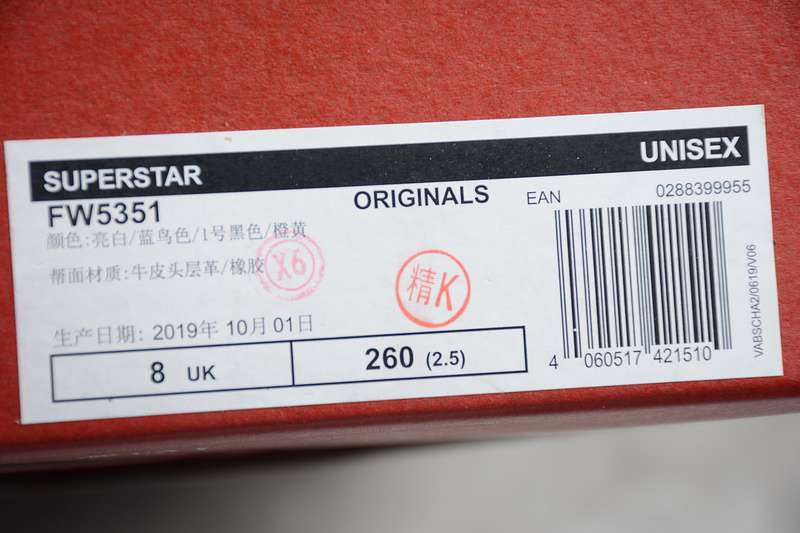 SUPERSTAR UNISEX
FW5351 ORIGINALS EAN 0288399955
颜色:亮白/蓝鸟色/1号黑色/橙黄
帮面材质:牛皮头层革/橡胶
X6
精K
生产日期: 2019年 10月 01日
8 UK 260 (2.5)
4 060517 421510
VABSCHA2/0619/V06